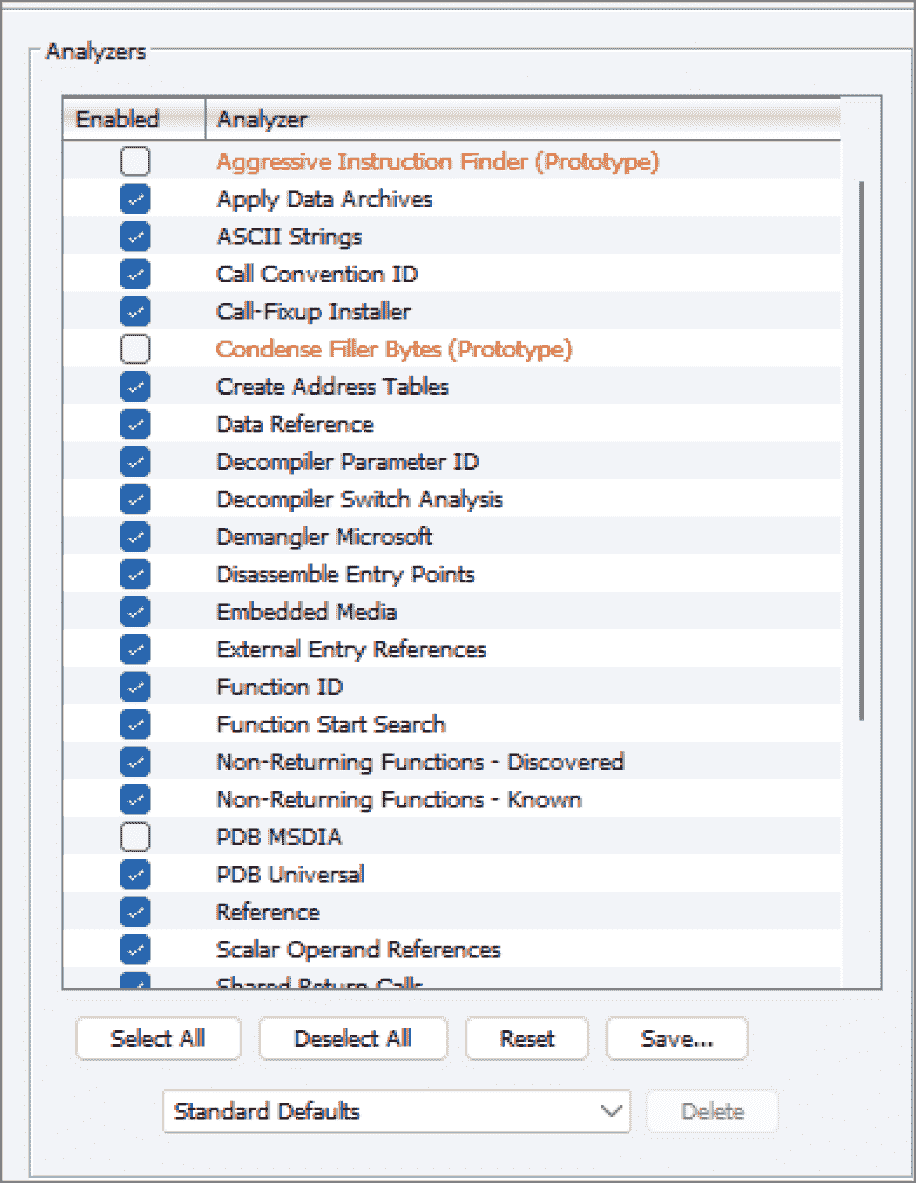 Analyzers
Enabled Analyzer
Aggressive Instruction Finder (Prototype)
Apply Data Archives
ASCII Strings
Call Convention ID
Call-Fixup Installer
Condense Filler Bytes (Prototype)
Create Address Tables
Data Reference
Decompiler Parameter ID
Decompiler Switch Analysis
Demangler Microsoft
Disassemble Entry Points
Embedded Media
External Entry References
Function ID
Function Start Search
Non-Returning Functions - Discovered
Non-Returning Functions - Known
PDB MSDIA
PDB Universal
Reference
Scalar Operand References
Shared Return Calls
Select All Deselect All Reset Save...
Standard Defaults Delete